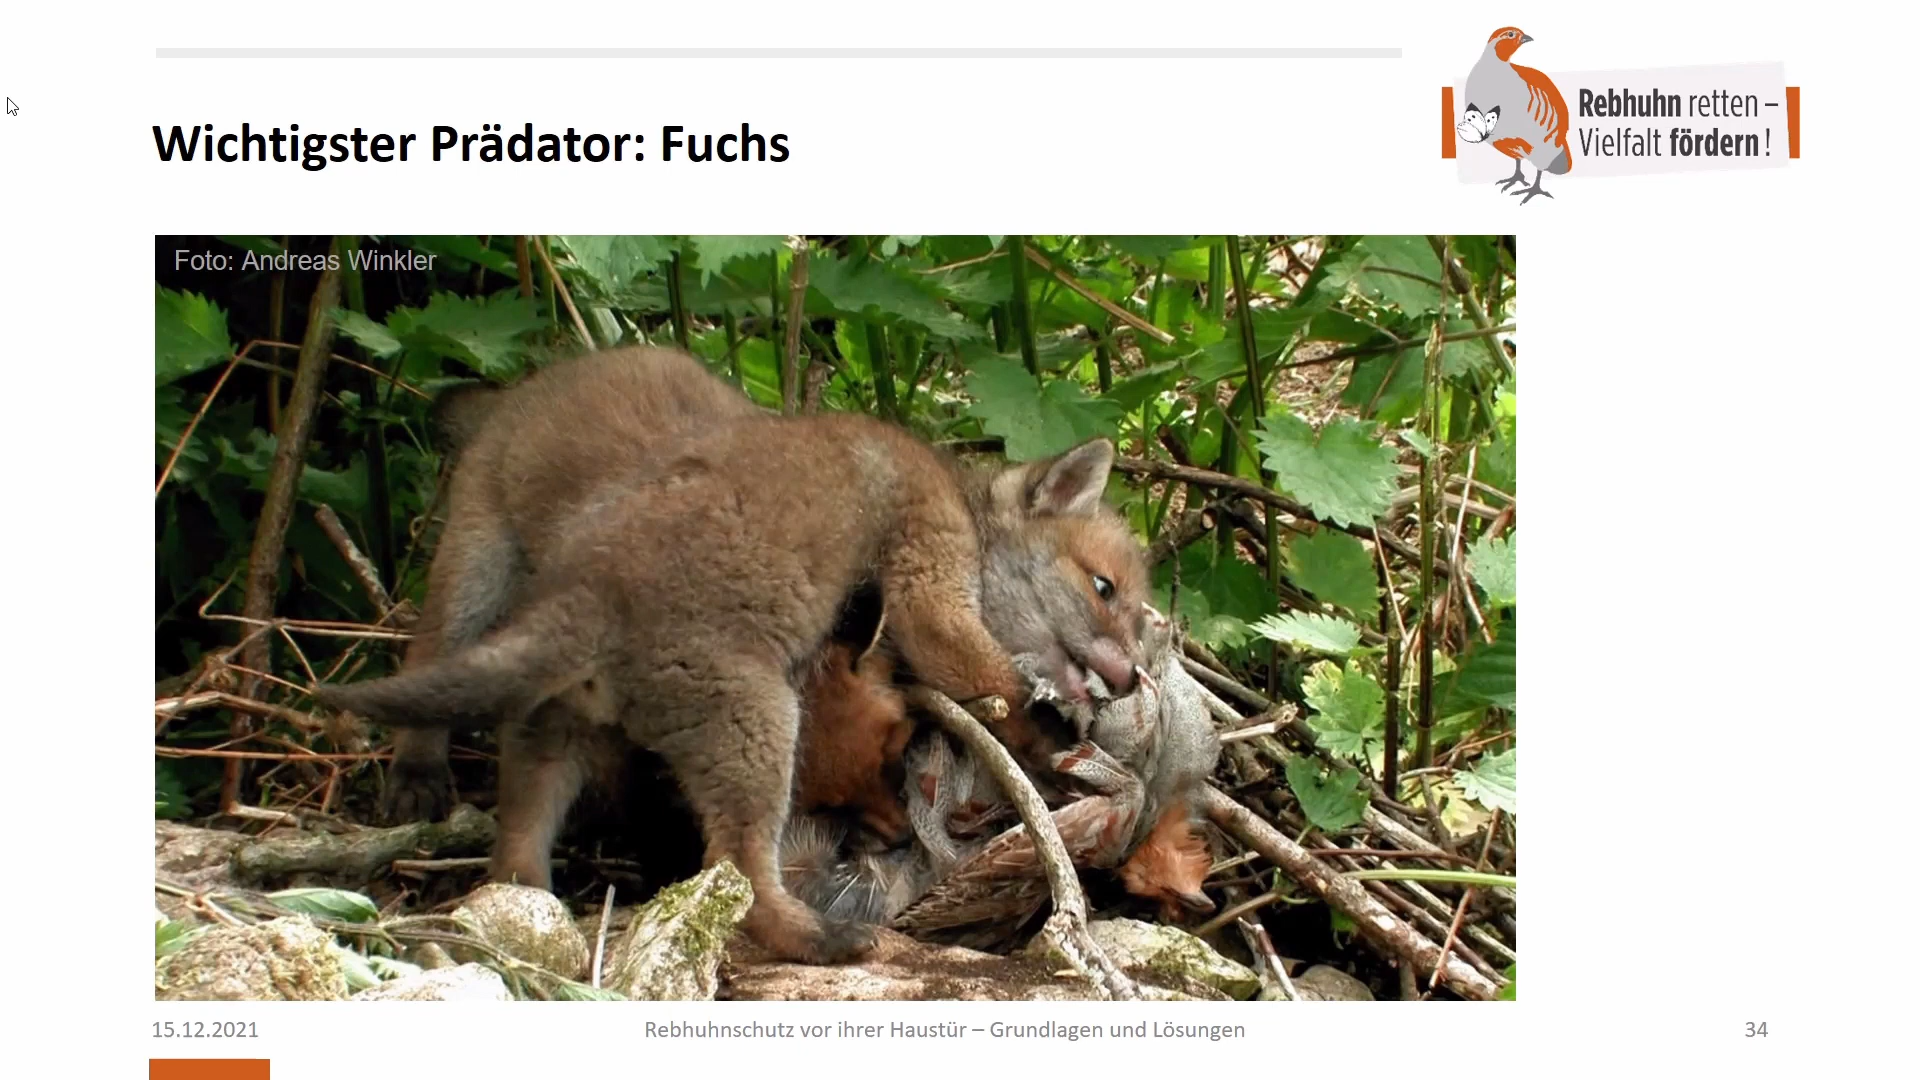 Rebhuhn retten –
Vielfalt fördern!
Wichtigster Prädator: Fuchs
Foto: Andreas Winkler
15.12.2021
Rebhuhnschutz vor ihrer Haustür – Grundlagen und Lösungen
34